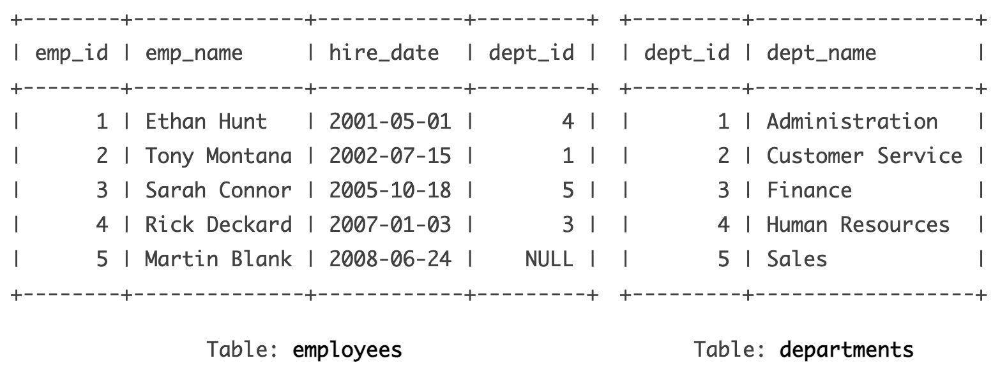 +--------+--------------+------------+---------+ +---------+------------------+
| emp_id | emp_name     | hire_date  | dept_id | | dept_id | dept_name        |
+--------+--------------+------------+---------+ +---------+------------------+
|      1 | Ethan Hunt   | 2001-05-01 |       4 | |       1 | Administration   |
|      2 | Tony Montana | 2002-07-15 |       1 | |       2 | Customer Service |
|      3 | Sarah Connor | 2005-10-18 |       5 | |       3 | Finance          |
|      4 | Rick Deckard | 2007-01-03 |       3 | |       4 | Human Resources  |
|      5 | Martin Blank | 2008-06-24 |    NULL | |       5 | Sales            |
+--------+--------------+------------+---------+ +---------+------------------+
Table: employees Table: departments